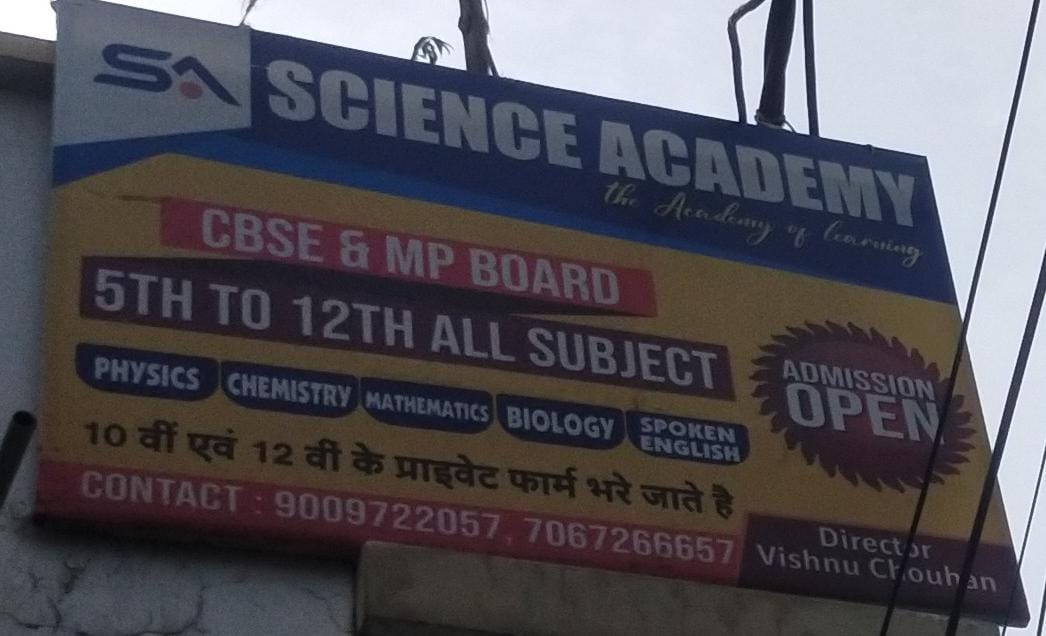 SA
SCIENCE ACADEMY
the Academy of learning
CBSE & MP BOARD
5TH TO 12TH ALL SUBJECT
PHYSICS CHEMISTRY MATHEMATICS BIOLOGY SPOKEN ENGLISH
ADMISSION
OPEN
10 वीं एवं 12 वीं के प्राइवेट फार्म भरे जाते है
CONTACT : 9009722057, 7067266657
Director
Vishnu Chouhan